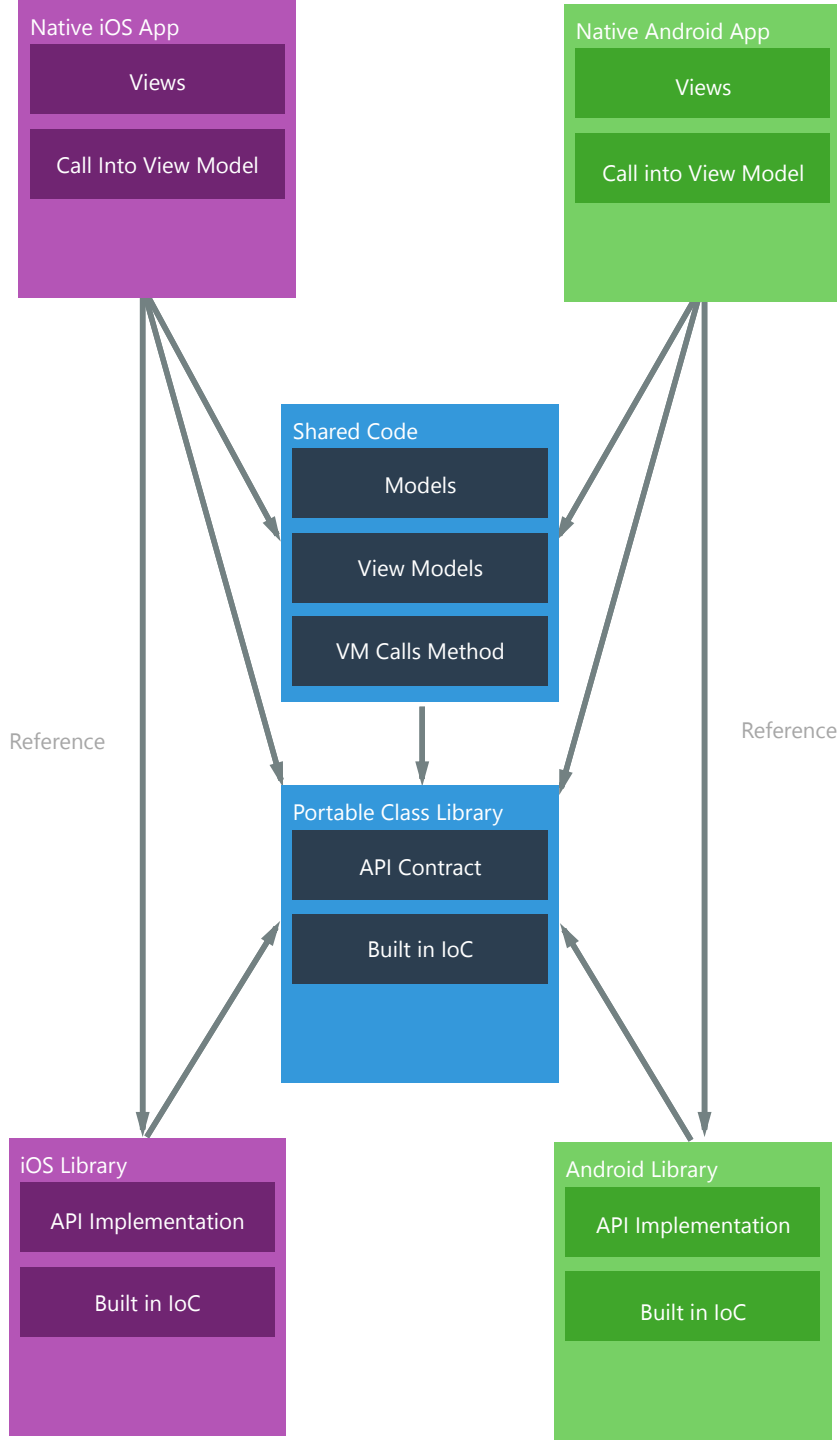 Native iOS App
Views
Call Into View Model
Native Android App
Views
Call into View Model
Shared Code
Models
View Models
VM Calls Method
Reference
Reference
Portable Class Library
API Contract
Built in IoC
iOS Library
API Implementation
Built in IoC
Android Library
API Implementation
Built in IoC